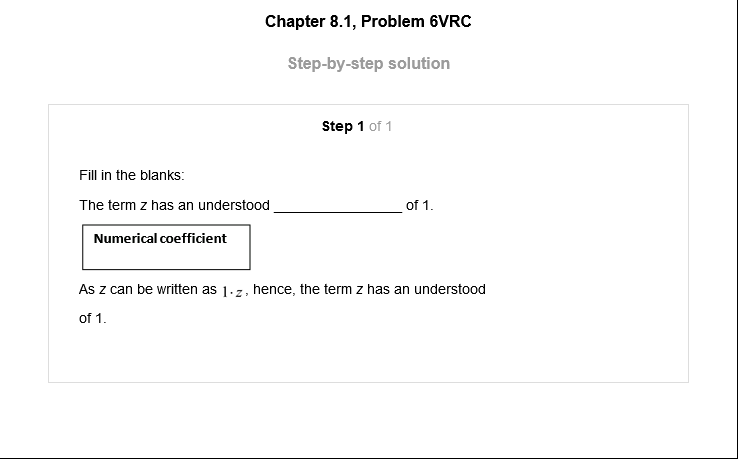 Chapter 8.1, Problem 6VRC
Step-by-step solution
Step 1 of 1
Fill in the blanks:
The term z has an understood ________________ of 1.
Numerical coefficient
As z can be written as 1·z, hence, the term z has an understood
of 1.